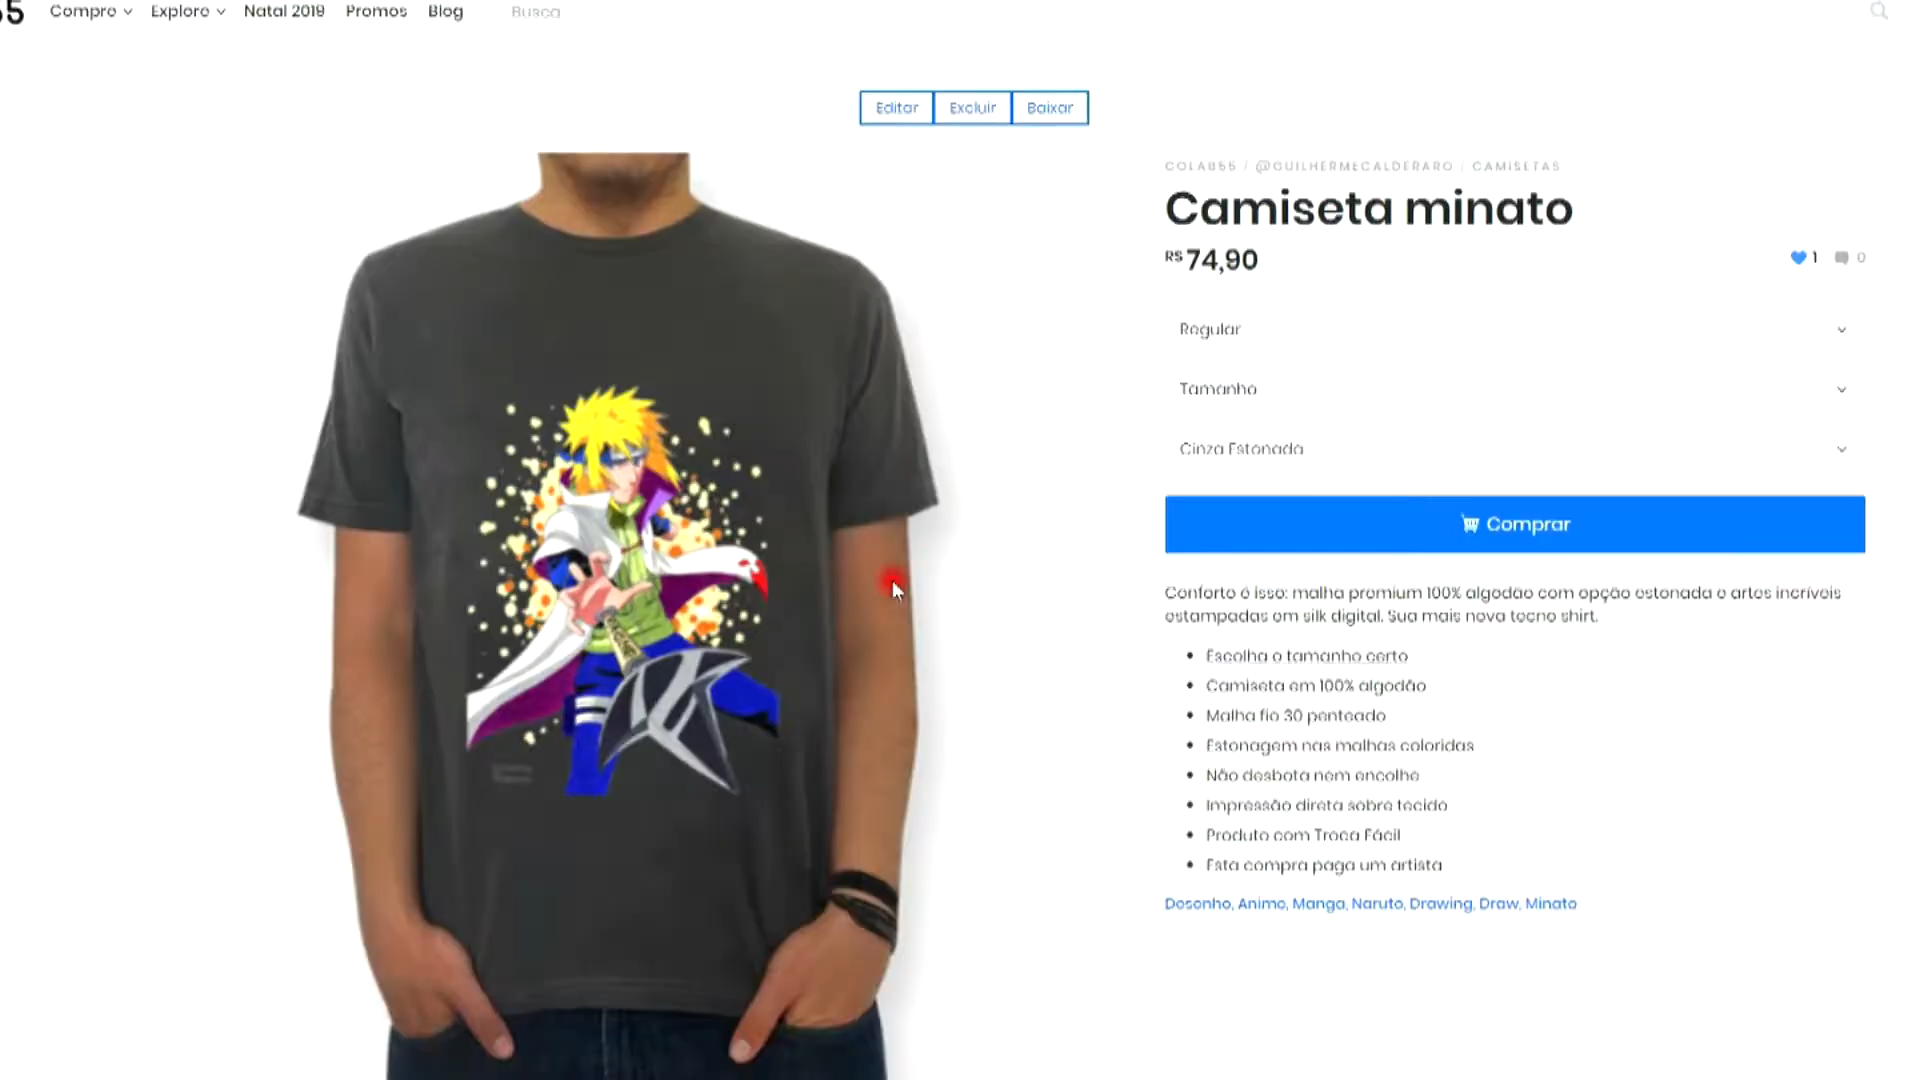 55 Compre Explore Natal 2019 Promos Blog Busca
Editar Excluir Baixar
COLAB55 / @GUILHERMECALDERARO / CAMISETAS
Camiseta minato
R$ 74,90
1 0
Regular
Tamanho
Cinza Estonada
Comprar
Conforto é isso: malha premium 100% algodão com opção estonada e artes incríveis
estampadas em silk digital. Sua mais nova tecno shirt.
• Escolha o tamanho certo
• Camiseta em 100% algodão
• Malha fio 30 penteado
• Estonagem nas malhas coloridas
• Não desbota nem encolhe
• Impressão direta sobre tecido
• Produto com Troca Fácil
• Esta compra paga um artista
Desenho, Anime, Manga, Naruto, Drawing, Draw, Minato